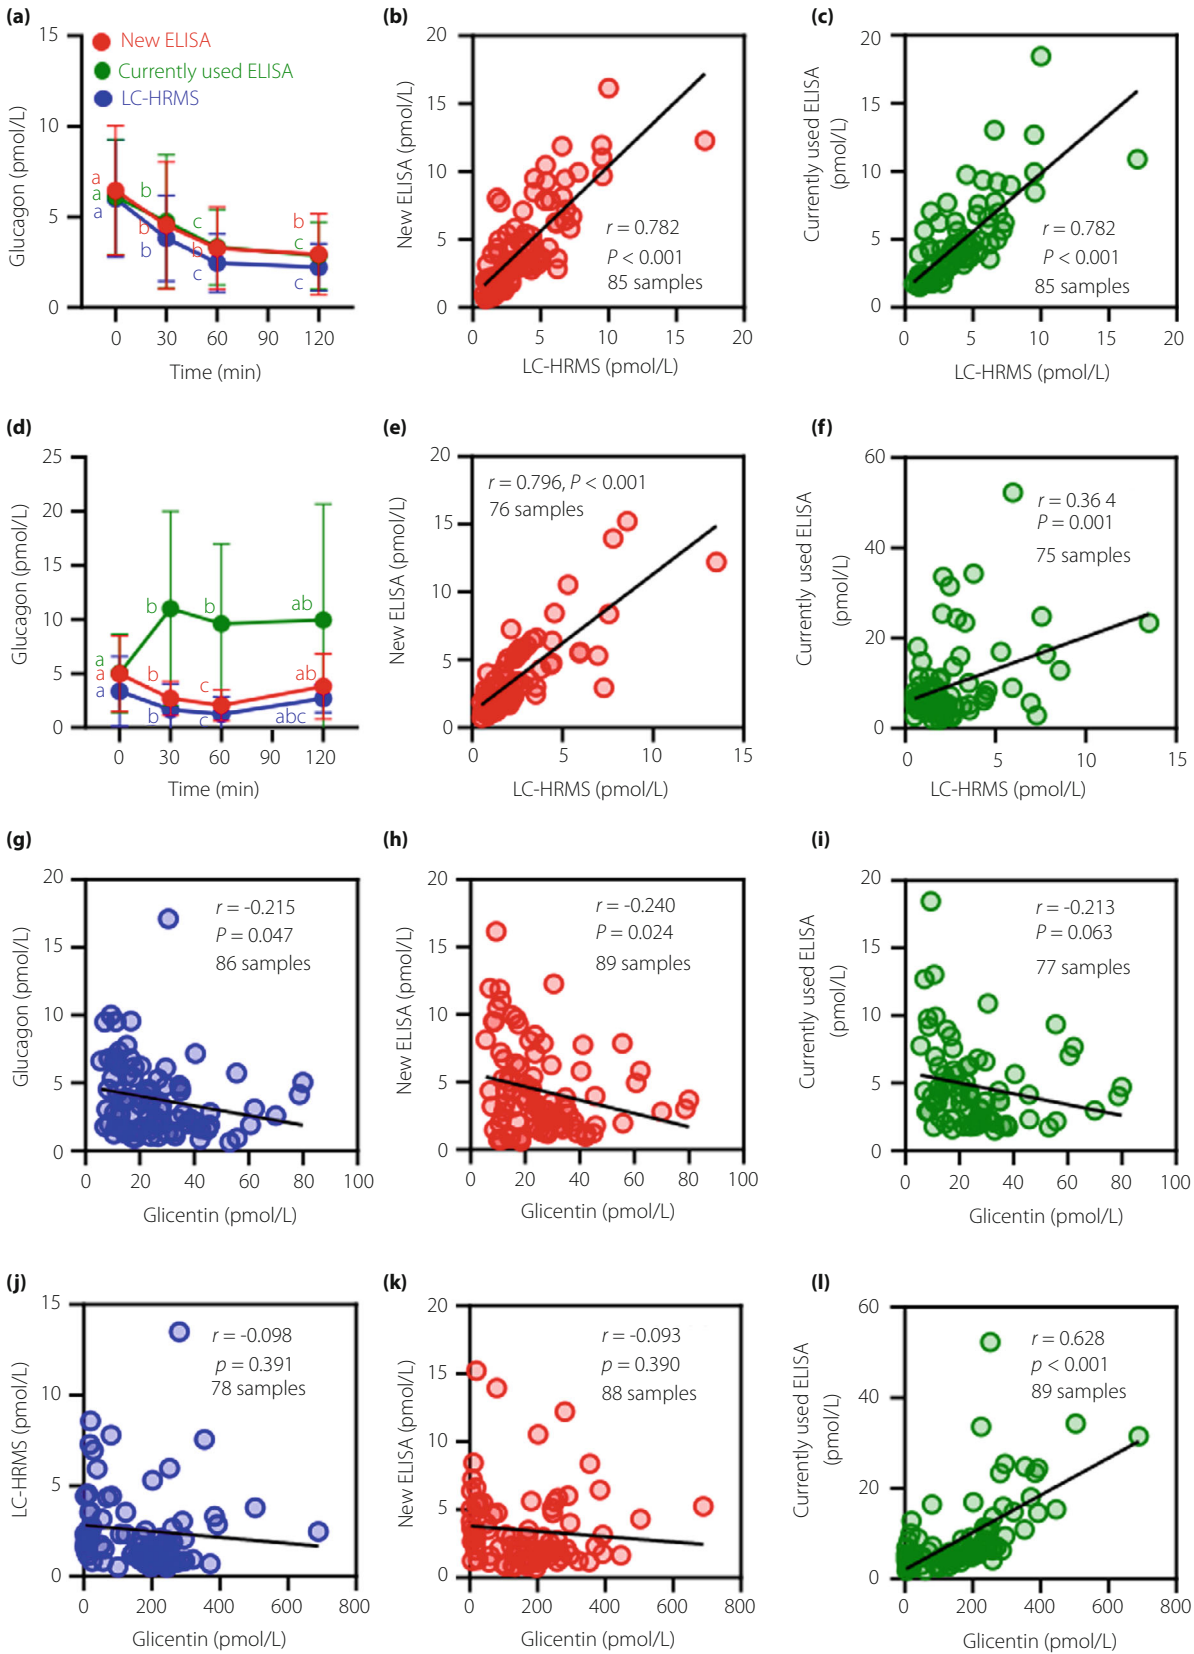 (a)
15
10
5
0
Glucagon (pmol/L)
New ELISA
Currently used ELISA
LC-HRMS
a
a
a
b
b
b
c
b
c
b
c
c
0 30 60 90 120
Time (min)
(b)
20
15
10
5
0
New ELISA (pmol/L)
r = 0.782
P < 0.001
85 samples
0 5 10 15 20
LC-HRMS (pmol/L)
(c)
20
15
10
5
0
Currently used ELISA
(pmol/L)
r = 0.782
P < 0.001
85 samples
0 5 10 15 20
LC-HRMS (pmol/L)
(d)
25
20
15
10
5
0
Glucagon (pmol/L)
a
a
a
b
b
b
b
c
c
ab
ab
abc
0 30 60 90 120
Time (min)
(e)
20
15
10
5
0
New ELISA (pmol/L)
r = 0.796, P < 0.001
76 samples
0 5 10 15
LC-HRMS (pmol/L)
(f)
60
40
20
0
Currently used ELISA
(pmol/L)
r = 0.36 4
P = 0.001
75 samples
0 5 10 15
LC-HRMS (pmol/L)
(g)
20
15
10
5
0
Glucagon (pmol/L)
r = -0.215
P = 0.047
86 samples
0 20 40 60 80 100
Glicentin (pmol/L)
(h)
20
15
10
5
0
New ELISA (pmol/L)
r = -0.240
P = 0.024
89 samples
0 20 40 60 80 100
Glicentin (pmol/L)
(i)
20
15
10
5
0
Currently used ELISA
(pmol/L)
r = -0.213
P = 0.063
77 samples
0 20 40 60 80 100
Glicentin (pmol/L)
(j)
15
10
5
0
LC-HRMS (pmol/L)
r = -0.098
p = 0.391
78 samples
0 200 400 600 800
Glicentin (pmol/L)
(k)
20
15
10
5
0
New ELISA (pmol/L)
r = -0.093
p = 0.390
88 samples
0 200 400 600 800
Glicentin (pmol/L)
(l)
60
40
20
0
Currently used ELISA
(pmol/L)
r = 0.628
p < 0.001
89 samples
0 200 400 600 800
Glicentin (pmol/L)